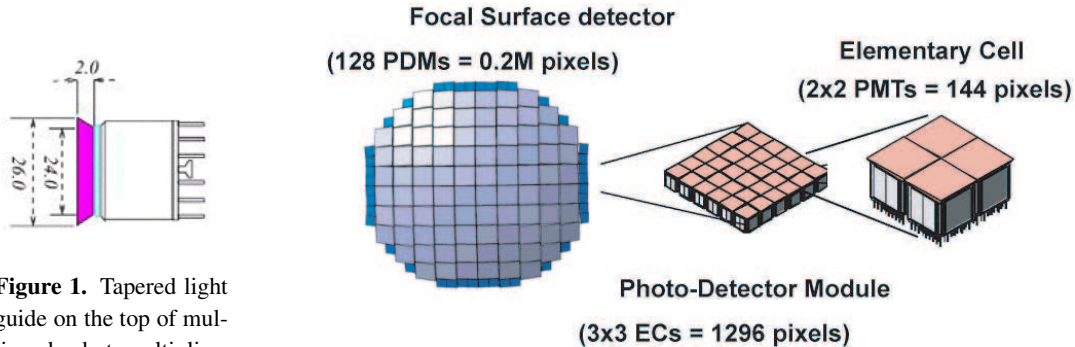 2.0
26.0
24.0
Figure 1. Tapered light
guide on the top of mul-
Focal Surface detector
(128 PDMs = 0.2M pixels)
Elementary Cell
(2x2 PMTs = 144 pixels)
Photo-Detector Module
(3x3 ECs = 1296 pixels)